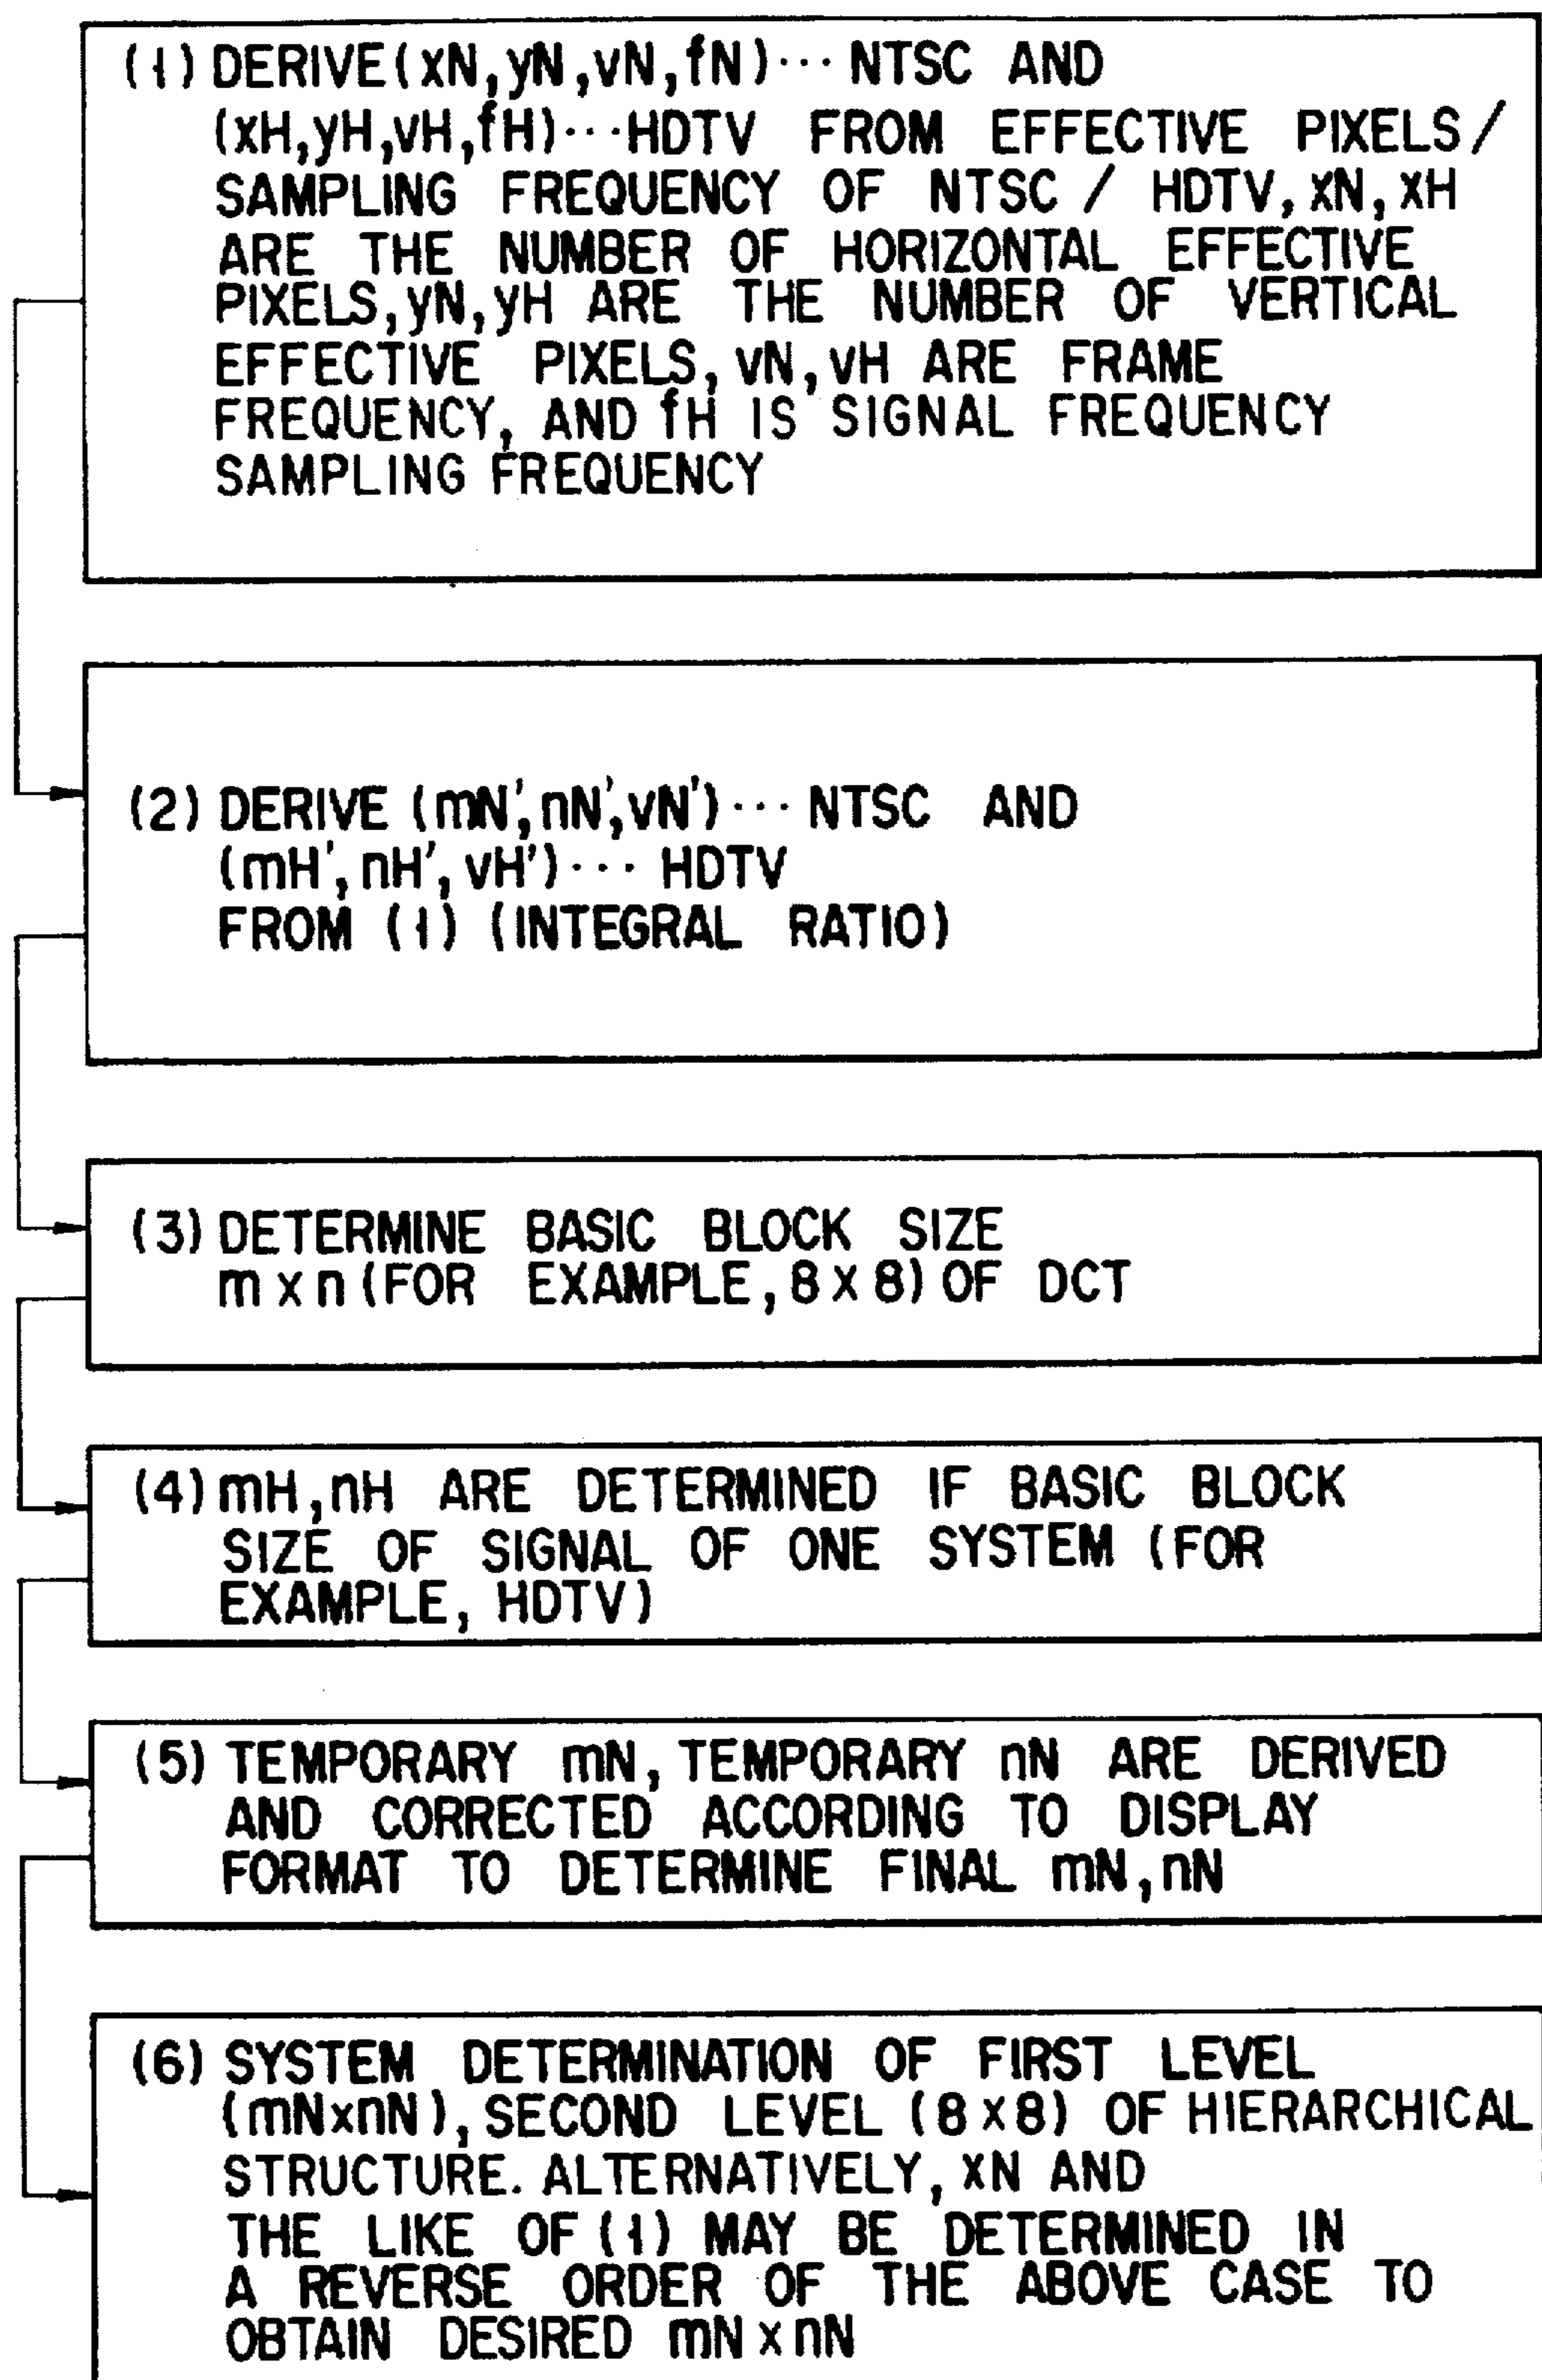 (1) DERIVE (xN, yN, vN, fN) ··· NTSC AND
(xH, yH, vH, fH) ··· HDTV FROM EFFECTIVE PIXELS /
SAMPLING FREQUENCY OF NTSC / HDTV, xN, xH
ARE THE NUMBER OF HORIZONTAL EFFECTIVE
PIXELS, yN, yH ARE THE NUMBER OF VERTICAL
EFFECTIVE PIXELS, vN, vH ARE FRAME
FREQUENCY, AND fH IS SIGNAL FREQUENCY
SAMPLING FREQUENCY
(2) DERIVE (mN', nN', vN') ··· NTSC AND
(mH', nH', vH') ··· HDTV
FROM (1) (INTEGRAL RATIO)
(3) DETERMINE BASIC BLOCK SIZE
m x n (FOR EXAMPLE, 8 X 8) OF DCT
(4) mH, nH ARE DETERMINED IF BASIC BLOCK
SIZE OF SIGNAL OF ONE SYSTEM (FOR
EXAMPLE, HDTV)
(5) TEMPORARY mN, TEMPORARY nN ARE DERIVED
AND CORRECTED ACCORDING TO DISPLAY
FORMAT TO DETERMINE FINAL mN, nN
(6) SYSTEM DETERMINATION OF FIRST LEVEL
(mNxnN), SECOND LEVEL (8 X 8) OF HIERARCHICAL
STRUCTURE. ALTERNATIVELY, xN AND
THE LIKE OF (1) MAY BE DETERMINED IN
A REVERSE ORDER OF THE ABOVE CASE TO
OBTAIN DESIRED mN x nN